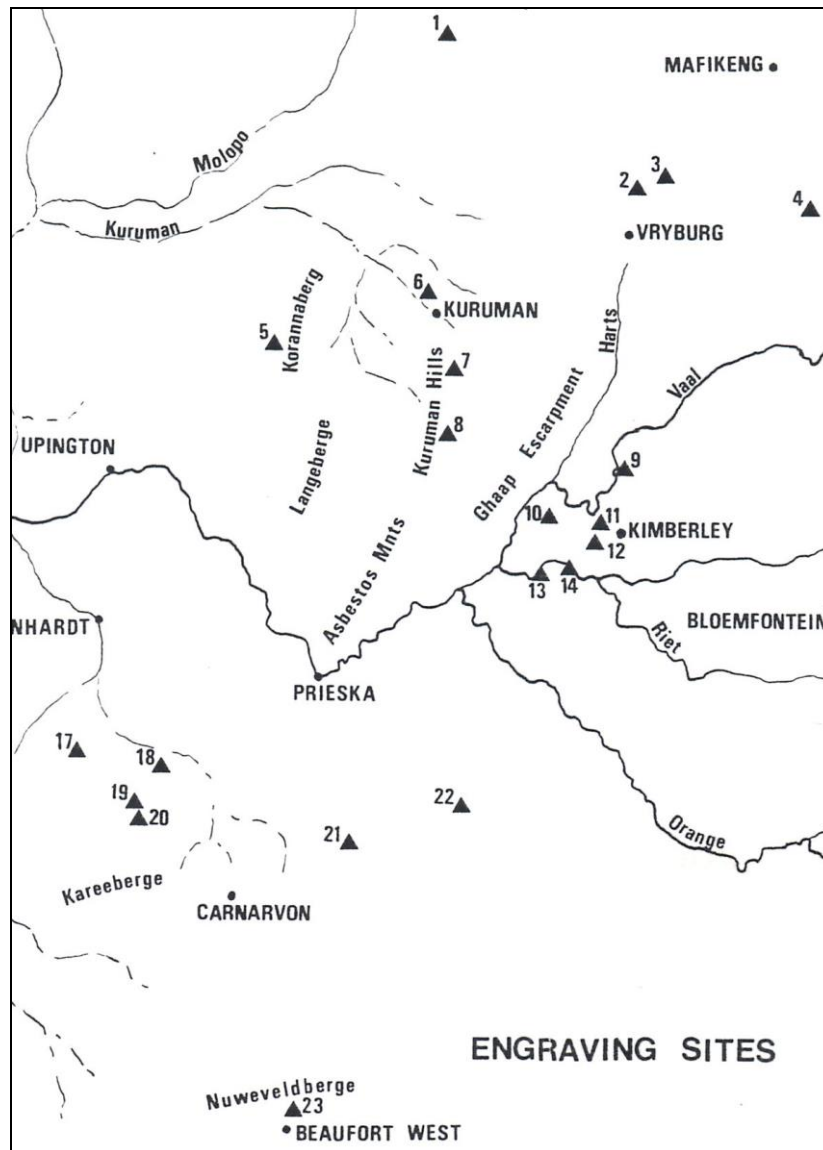 1
MAFIKENG
Molopo
3
2
4
Kuruman
VRYBURG
6
Korannaberg
KURUMAN
5
Harts
7
Kuruman Hills
Vaal
8
Ghaap Escarpment
UPINGTON
Langeberge
9
10
11
KIMBERLEY
12
Asbestos Mnts
13
14
NHARDT
BLOEMFONTEIN
Riet
PRIESKA
17
18
19
20
22
21
Orange
Kareeberge
CARNARVON
ENGRAVING SITES
Nuweveldberge
23
BEAUFORT WEST